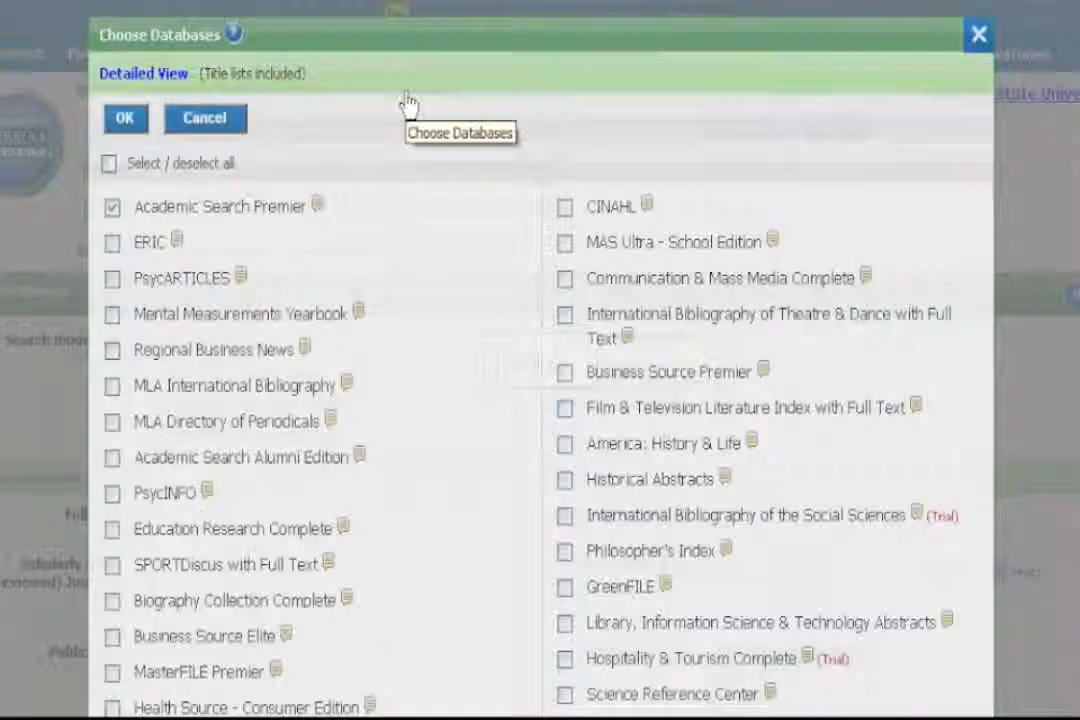 Choose Databases
Detailed View (Title lists included)
OK
Cancel
Choose Databases
Select / deselect all
Academic Search Premier
ERIC
PsycARTICLES
Mental Measurements Yearbook
Regional Business News
MLA International Bibliography
MLA Directory of Periodicals
Academic Search Alumni Edition
PsycINFO
Education Research Complete
SPORTDiscus with Full Text
Biography Collection Complete
Business Source Elite
MasterFILE Premier
Health Source - Consumer Edition
CINAHL
MAS Ultra - School Edition
Communication & Mass Media Complete
International Bibliography of Theatre & Dance with Full
Text
Business Source Premier
Film & Television Literature Index with Full Text
America: History & Life
Historical Abstracts
International Bibliography of the Social Sciences (Trial)
Philosopher's Index
GreenFILE
Library, Information Science & Technology Abstracts
Hospitality & Tourism Complete (Trial)
Science Reference Center